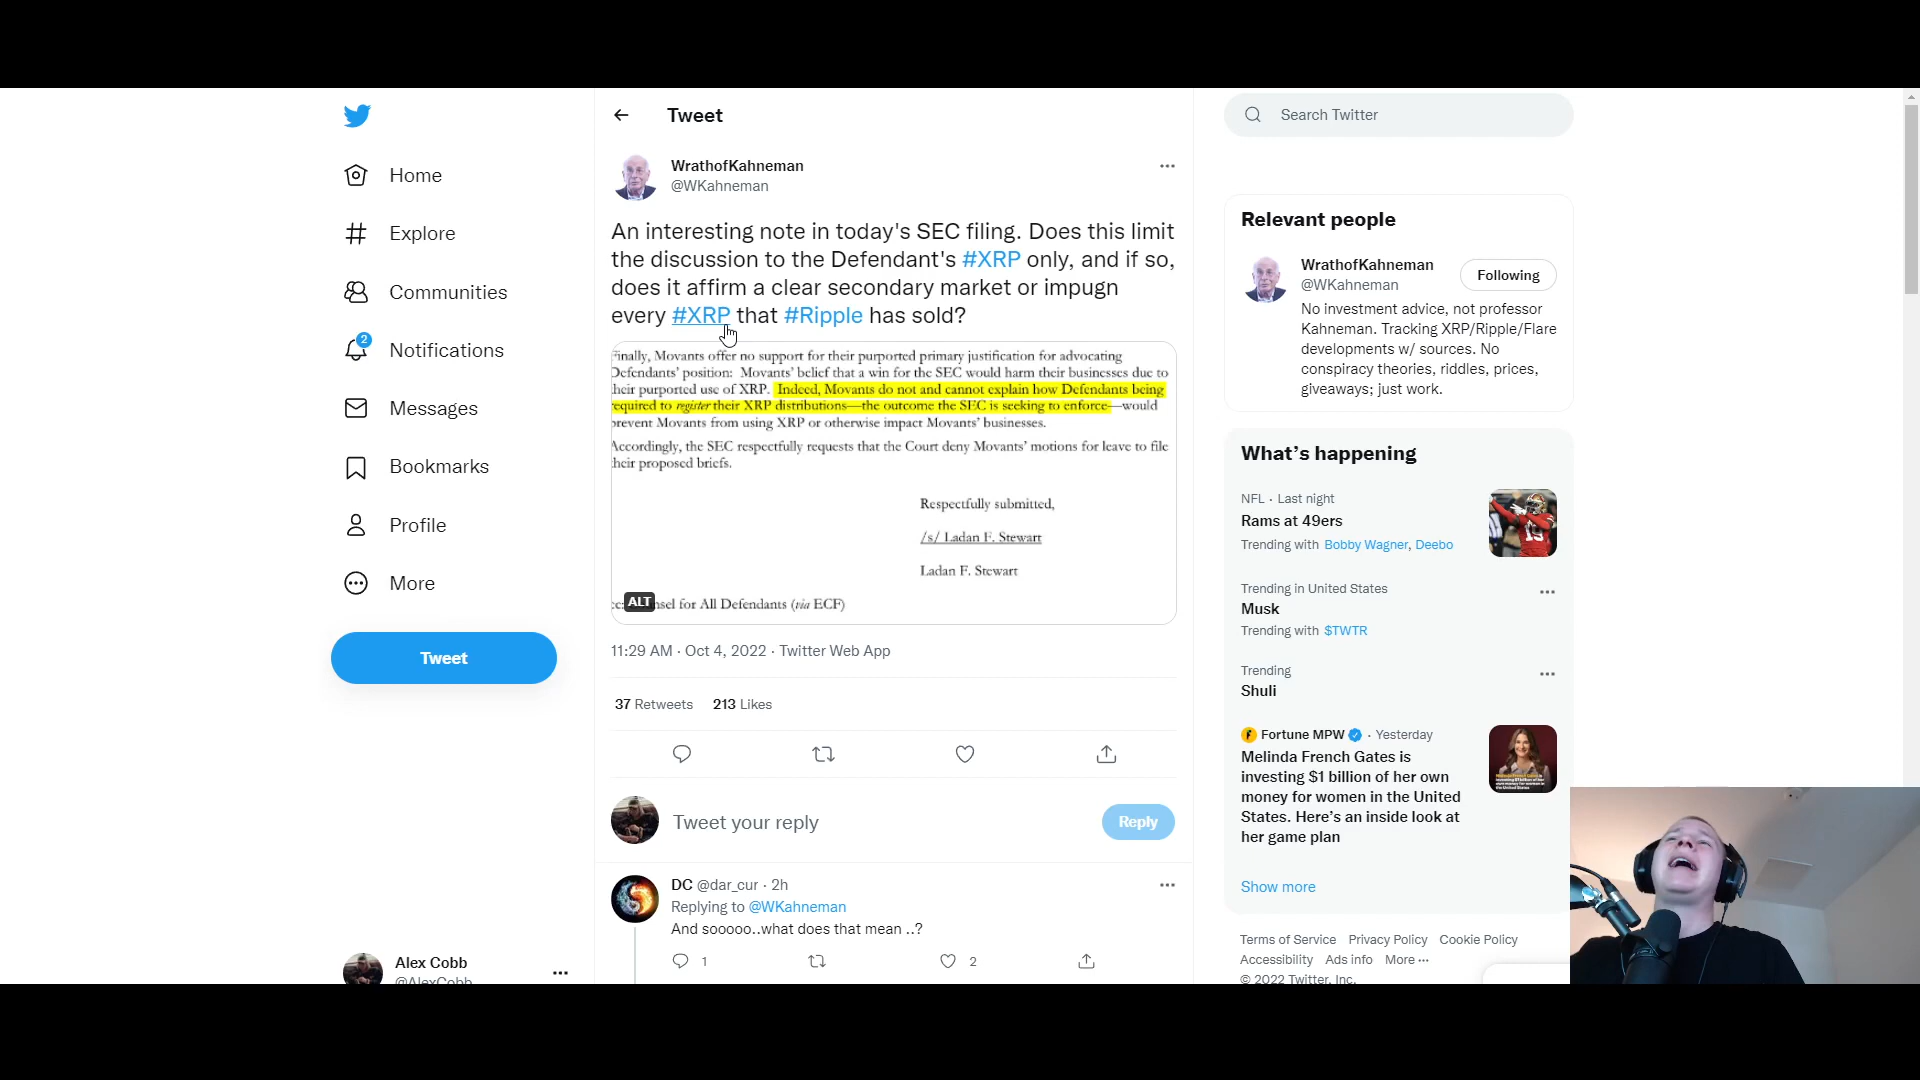 Tweet
Search Twitter
Home
Explore
Communities
2
Notifications
Messages
Bookmarks
Profile
More
Tweet
Alex Cobb
@AlexCobb
WrathofKahneman
@WKahneman
An interesting note in today's SEC filing. Does this limit
the discussion to the Defendant's #XRP only, and if so,
does it affirm a clear secondary market or impugn
every #XRP that #Ripple has sold?
Finally, Movants offer no support for their purported primary justification for advocating
Defendants' position: Movants' belief that a win for the SEC would harm their businesses due to
their purported use of XRP. Indeed, Movants do not and cannot explain how Defendants being
required to register their XRP distributions—the outcome the SEC is seeking to enforce—would
prevent Movants from using XRP or otherwise impact Movants' businesses.
Accordingly, the SEC respectfully requests that the Court deny Movants' motions for leave to file
their proposed briefs.
Respectfully submitted,
/s/ Ladan F. Stewart
Ladan F. Stewart
ALT
nsel for All Defendants (via ECF)
11:29 AM · Oct 4, 2022 · Twitter Web App
37 Retweets 213 Likes
Tweet your reply
Reply
DC @dar_cur · 2h
Replying to @WKahneman
And sooooo..what does that mean ..?
1
2
Relevant people
WrathofKahneman
@WKahneman
Following
No investment advice, not professor
Kahneman. Tracking XRP/Ripple/Flare
developments w/ sources. No
conspiracy theories, riddles, prices,
giveaways; just work.
What's happening
NFL · Last night
Rams at 49ers
Trending with Bobby Wagner, Deebo
Trending in United States
Musk
Trending with $TWTR
Trending
Shuli
Fortune MPW · Yesterday
Melinda French Gates is
investing $1 billion of her own
money for women in the United
States. Here's an inside look at
her game plan
Show more
Terms of Service Privacy Policy Cookie Policy
Accessibility Ads info More
© 2022 Twitter, Inc.